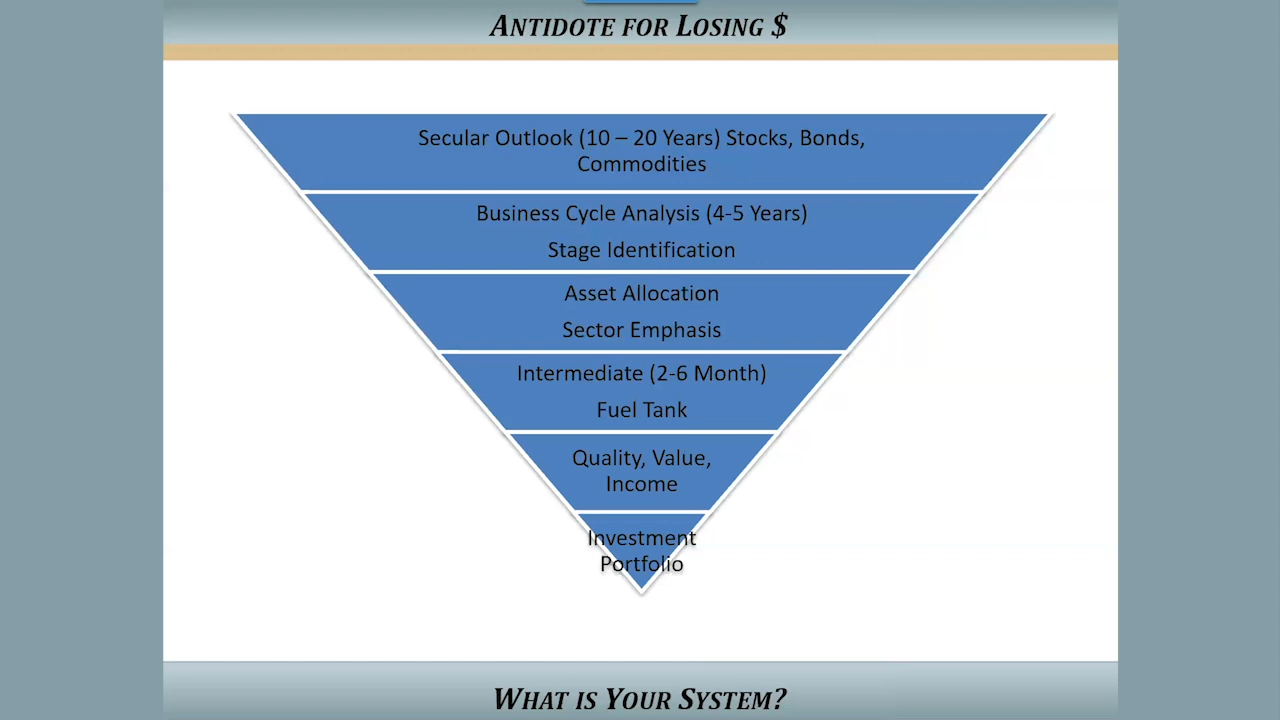 ANTIDOTE FOR LOSING $
Secular Outlook (10 – 20 Years) Stocks, Bonds,
Commodities
Business Cycle Analysis (4-5 Years)
Stage Identification
Asset Allocation
Sector Emphasis
Intermediate (2-6 Month)
Fuel Tank
Quality, Value,
Income
Investment
Portfolio
WHAT IS YOUR SYSTEM?